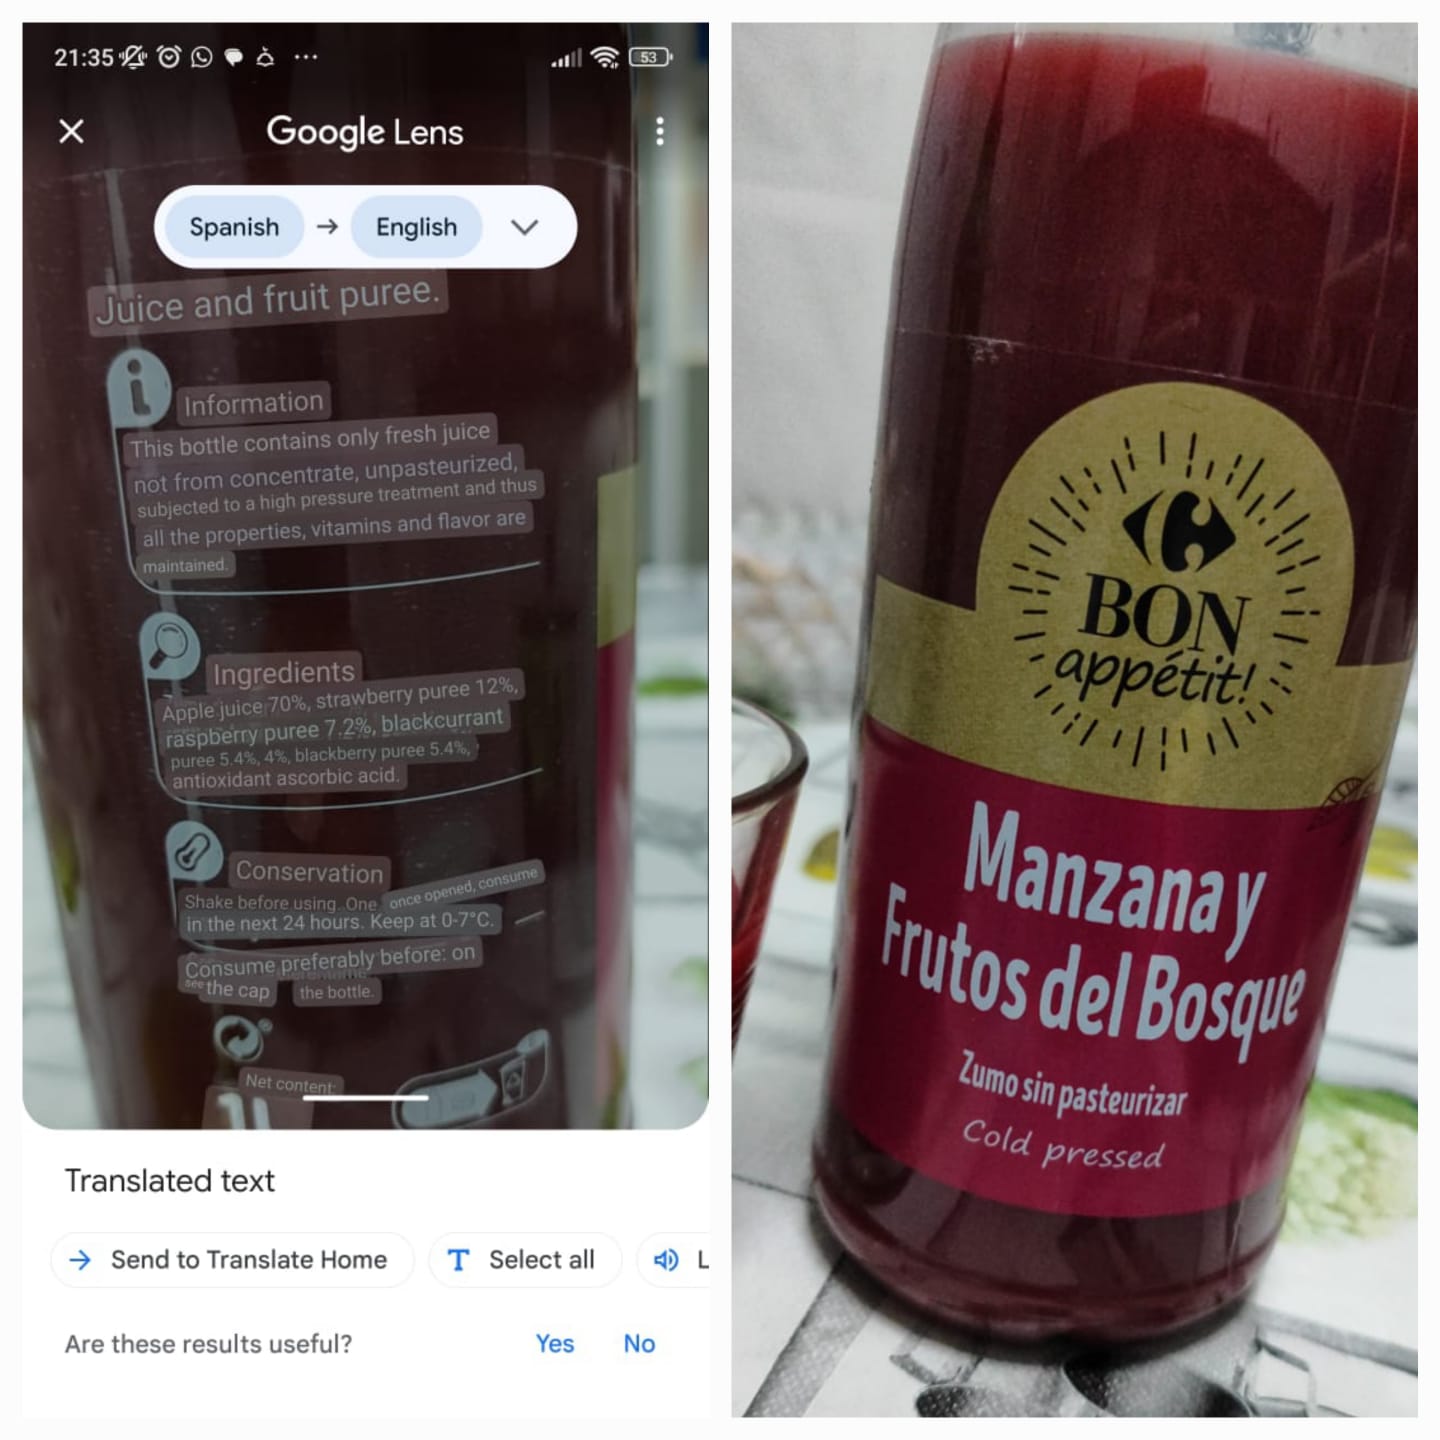 21:35
53
Google Lens
Spanish → English
Juice and fruit puree.
Information
This bottle contains only fresh juice
not from concentrate, unpasteurized,
subjected to a high pressure treatment and thus
all the properties, vitamins and flavor are
maintained.
Ingredients
Apple juice 70%, strawberry puree 12%,
raspberry puree 7.2%, blackcurrant
puree 5.4%, 4%, blackberry puree 5.4%,
antioxidant ascorbic acid.
Conservation
Shake before using. One once opened, consume
in the next 24 hours. Keep at 0-7°C.
Consume preferably before: on
see the cap the bottle.
Net content:
1L
Translated text
Send to Translate Home
Select all
L
Are these results useful?
Yes
No
BON
appétit!
Manzana y
Frutos del Bosque
Zumo sin pasteurizar
Cold pressed